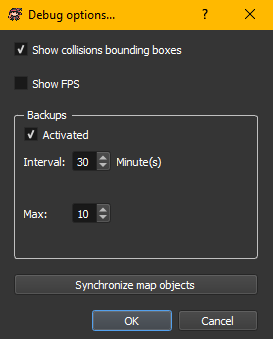 Debug options...
?
Show collisions bounding boxes
Show FPS
Backups
Activated
Interval: 30 Minute(s)
Max: 10
Synchronize map objects
OK Cancel